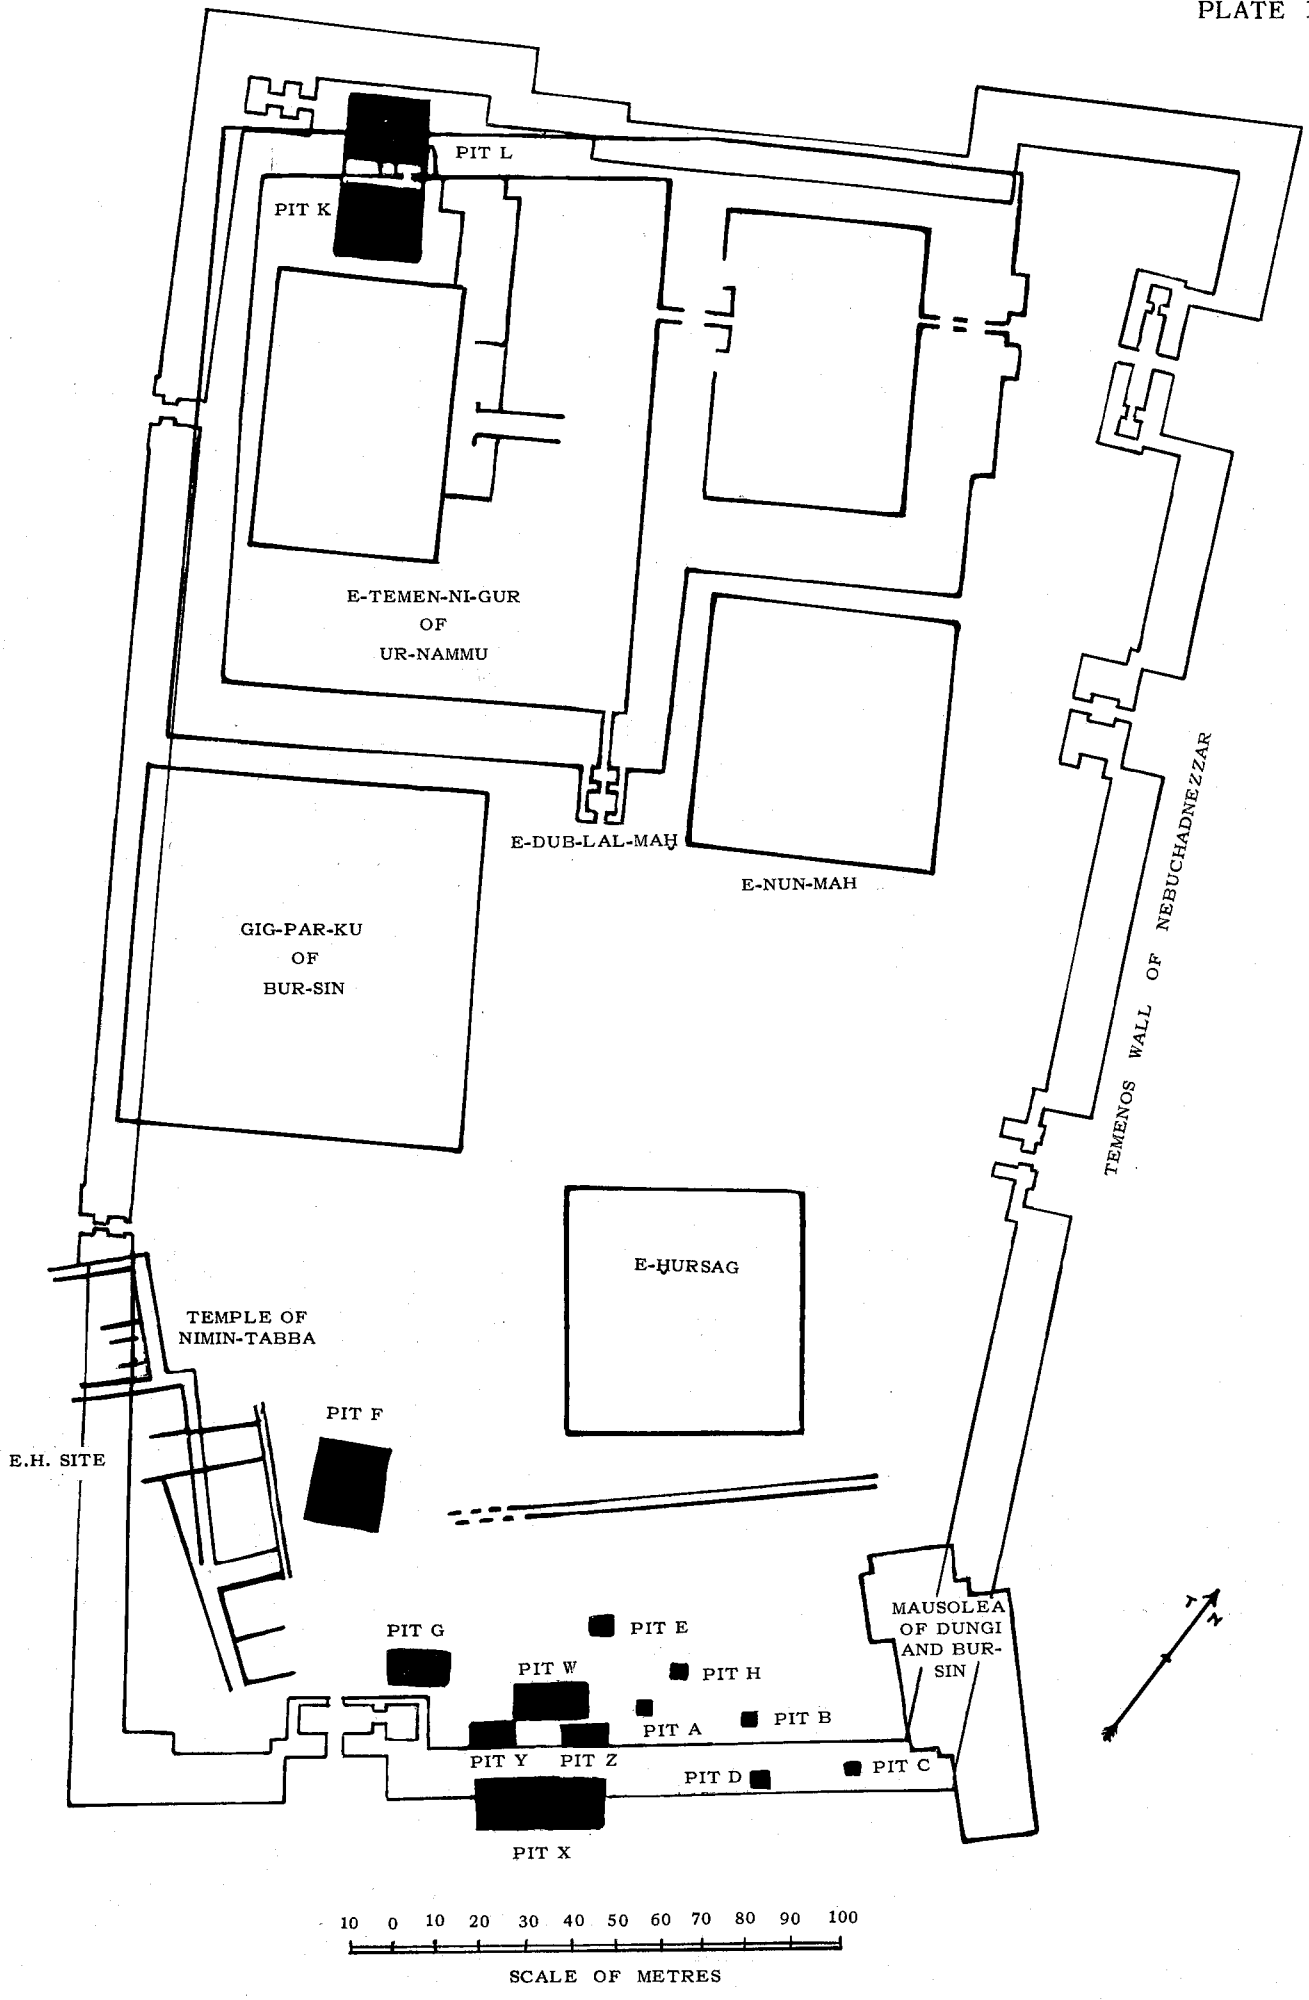 PLATE
PIT L
PIT K
E-TEMEN-NI-GUR
OF
UR-NAMMU
E-DUB-LAL-MAḪ
E-NUN-MAH
TEMENOS WALL OF NEBUCHADNEZZAR
GIG-PAR-KU
OF
BUR-SIN
E-ḪURSAG
TEMPLE OF
NIMIN-TABBA
PIT F
E.H. SITE
MAUSOLEA
OF DUNGI
AND BUR-
SIN
T N
PIT G
PIT E
PIT W
PIT H
PIT A
PIT B
PIT Y
PIT Z
PIT D
PIT C
PIT X
10 0 10 20 30 40 50 60 70 80 90 100
SCALE OF METRES